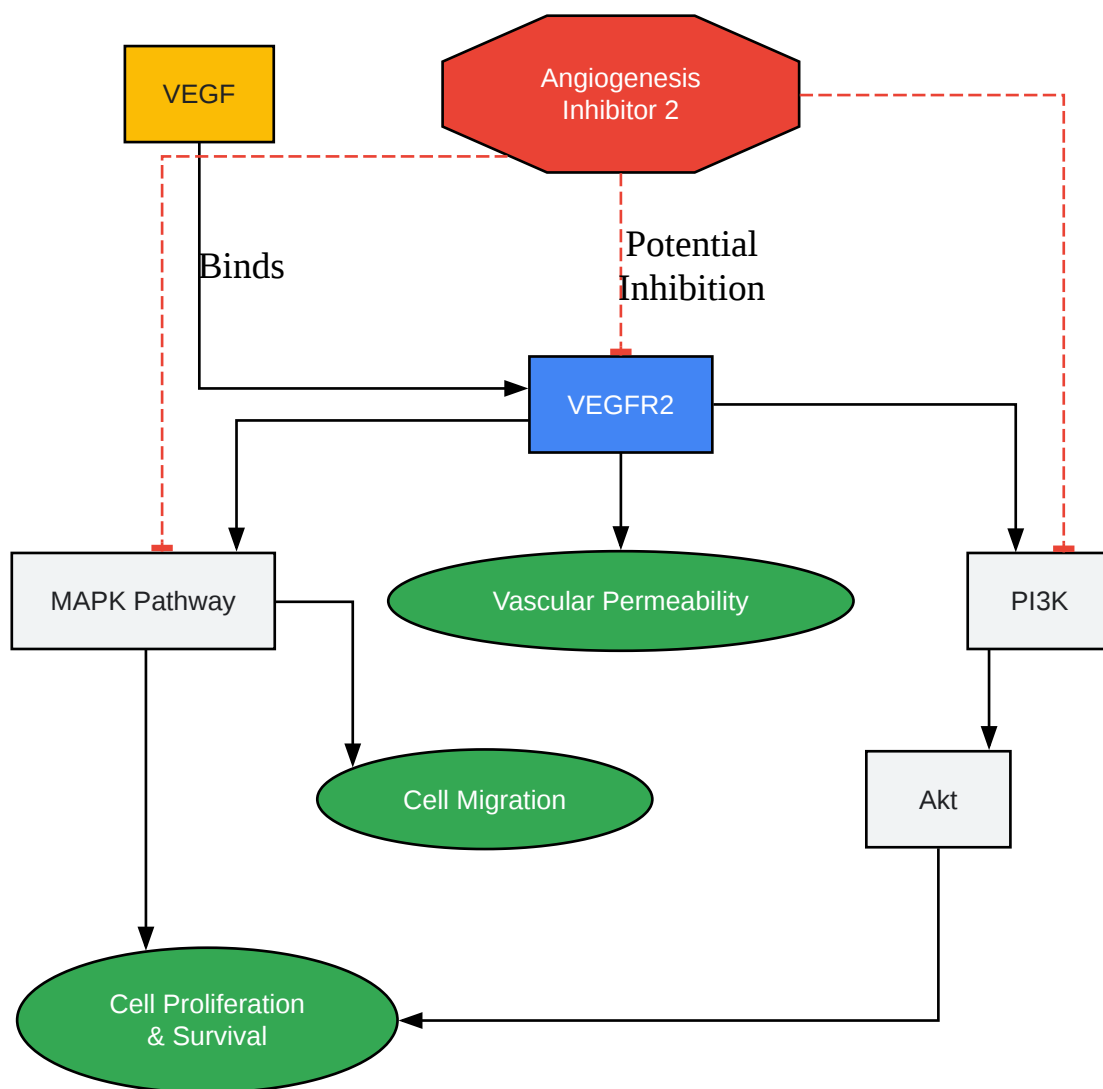 VEGF
Angiogenesis
Inhibitor 2
Binds
Potential
Inhibition
VEGFR2
MAPK Pathway
Vascular Permeability
PI3K
Cell Migration
Akt
Cell Proliferation
& Survival